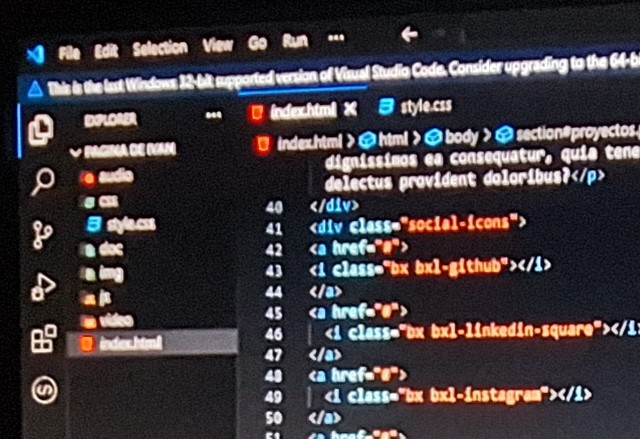 File Edit Selection View Go Run ...
This is the last Windows 32-bit supported version of Visual Studio Code. Consider upgrading to the 64-bi
EXPLORER ...
PAGINA DE IVAN
audio
css
style.css
doc
img
js
video
index.html
index.html style.css
index.html > html > body > section#proyectos.
dignissimos ea consequatur, quia tene
delectus provident doloribus?</p>
40 </div>
41 <div class="social-icons">
42 <a href="#">
43 <i class="bx bxl-github"></i>
44 </a>
45 <a href="#">
46 <i class="bx bxl-linkedin-square"></i>
47 </a>
48 <a href="#">
49 <i class="bx bxl-instagram"></i>
50 </a>
51 <a href="#">